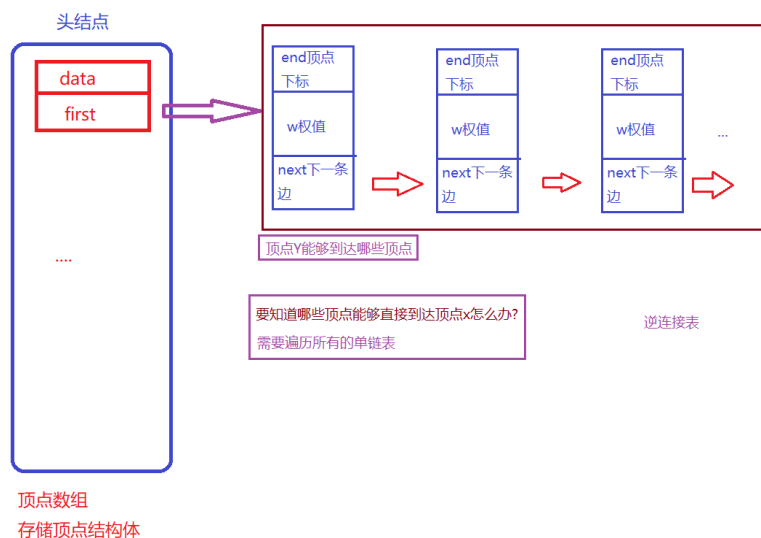 头结点
data
first
....
end顶点
下标
w权值
next下一条
边
end顶点
下标
w权值
next下一条
边
end顶点
下标
w权值
next下一条
边
...
顶点Y能够到达哪些顶点
要知道哪些顶点能够直接到达顶点x怎么办?
需要遍历所有的单链表
逆连接表
顶点数组
存储顶点结构体